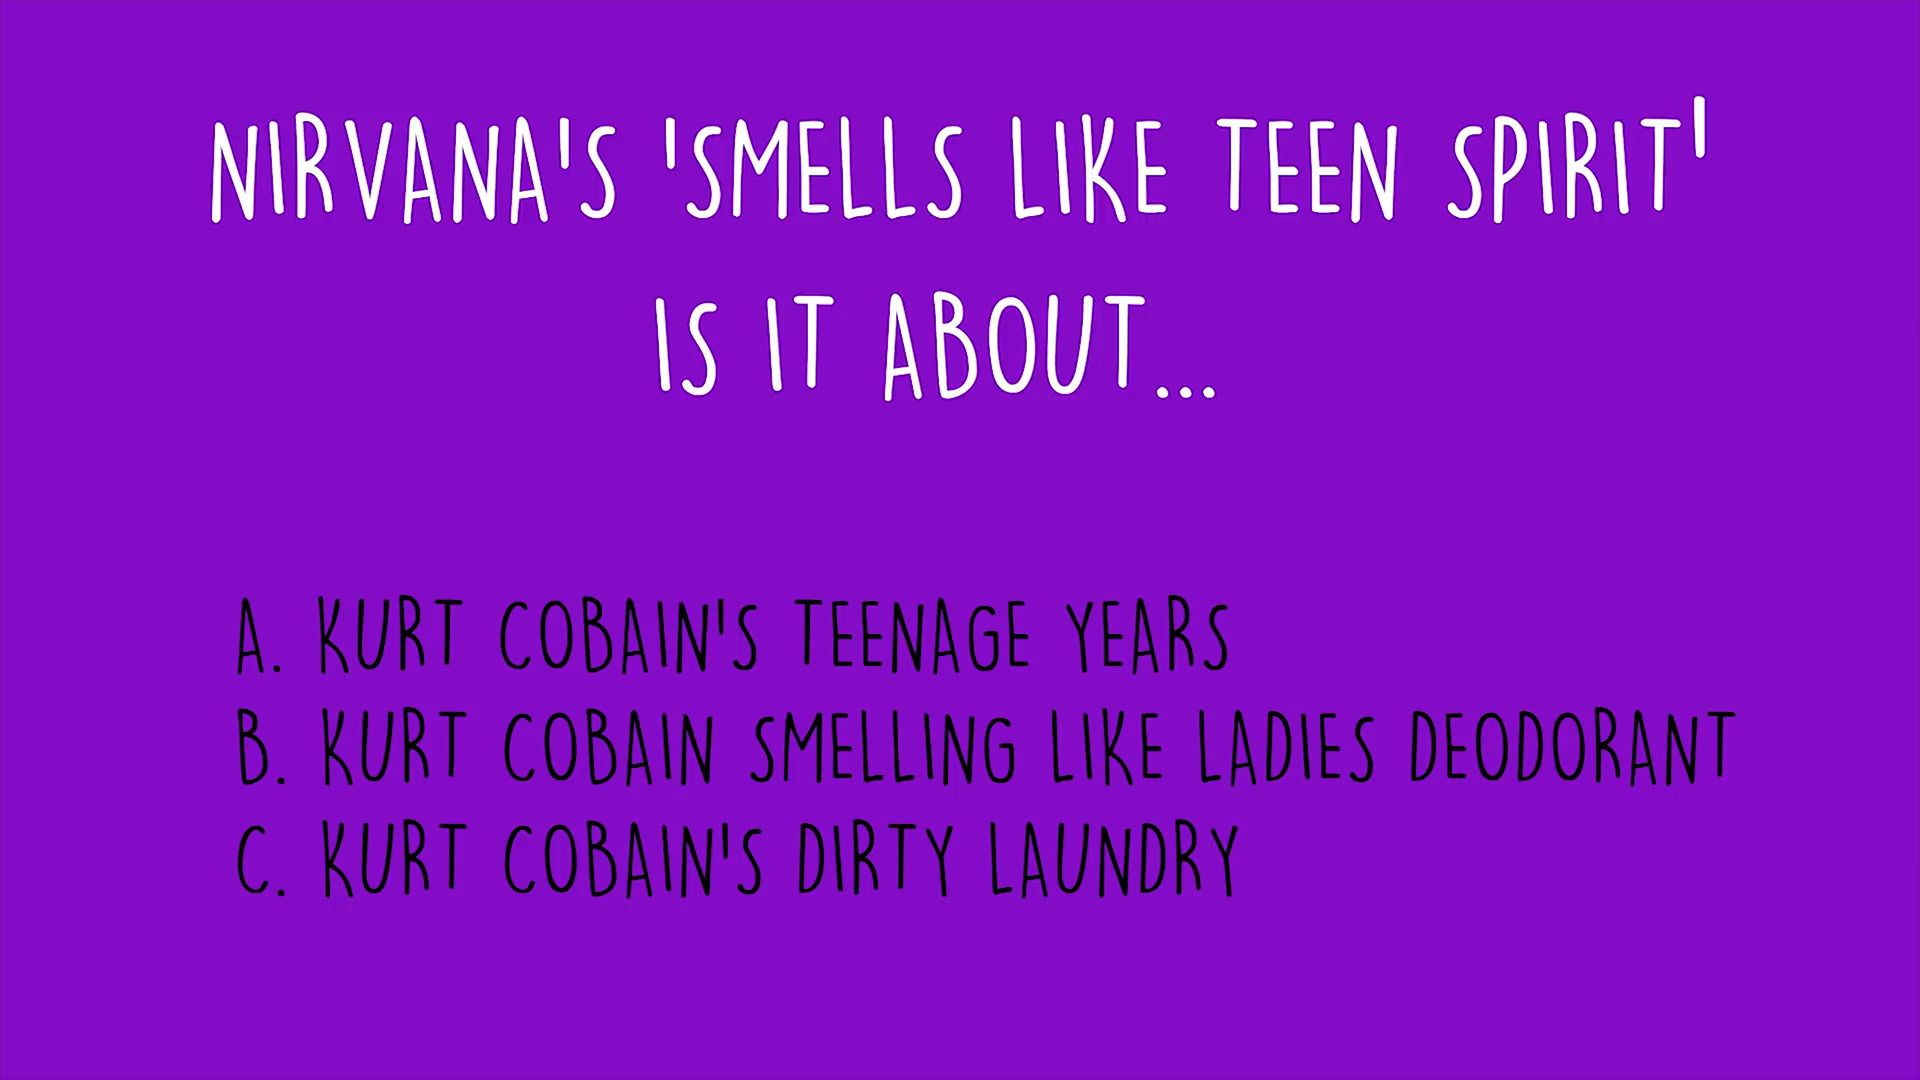 NIRVANA'S 'SMELLS LIKE TEEN SPIRIT'
IS IT ABOUT...
A. KURT COBAIN'S TEENAGE YEARS
B. KURT COBAIN SMELLING LIKE LADIES DEODORANT
C. KURT COBAIN'S DIRTY LAUNDRY